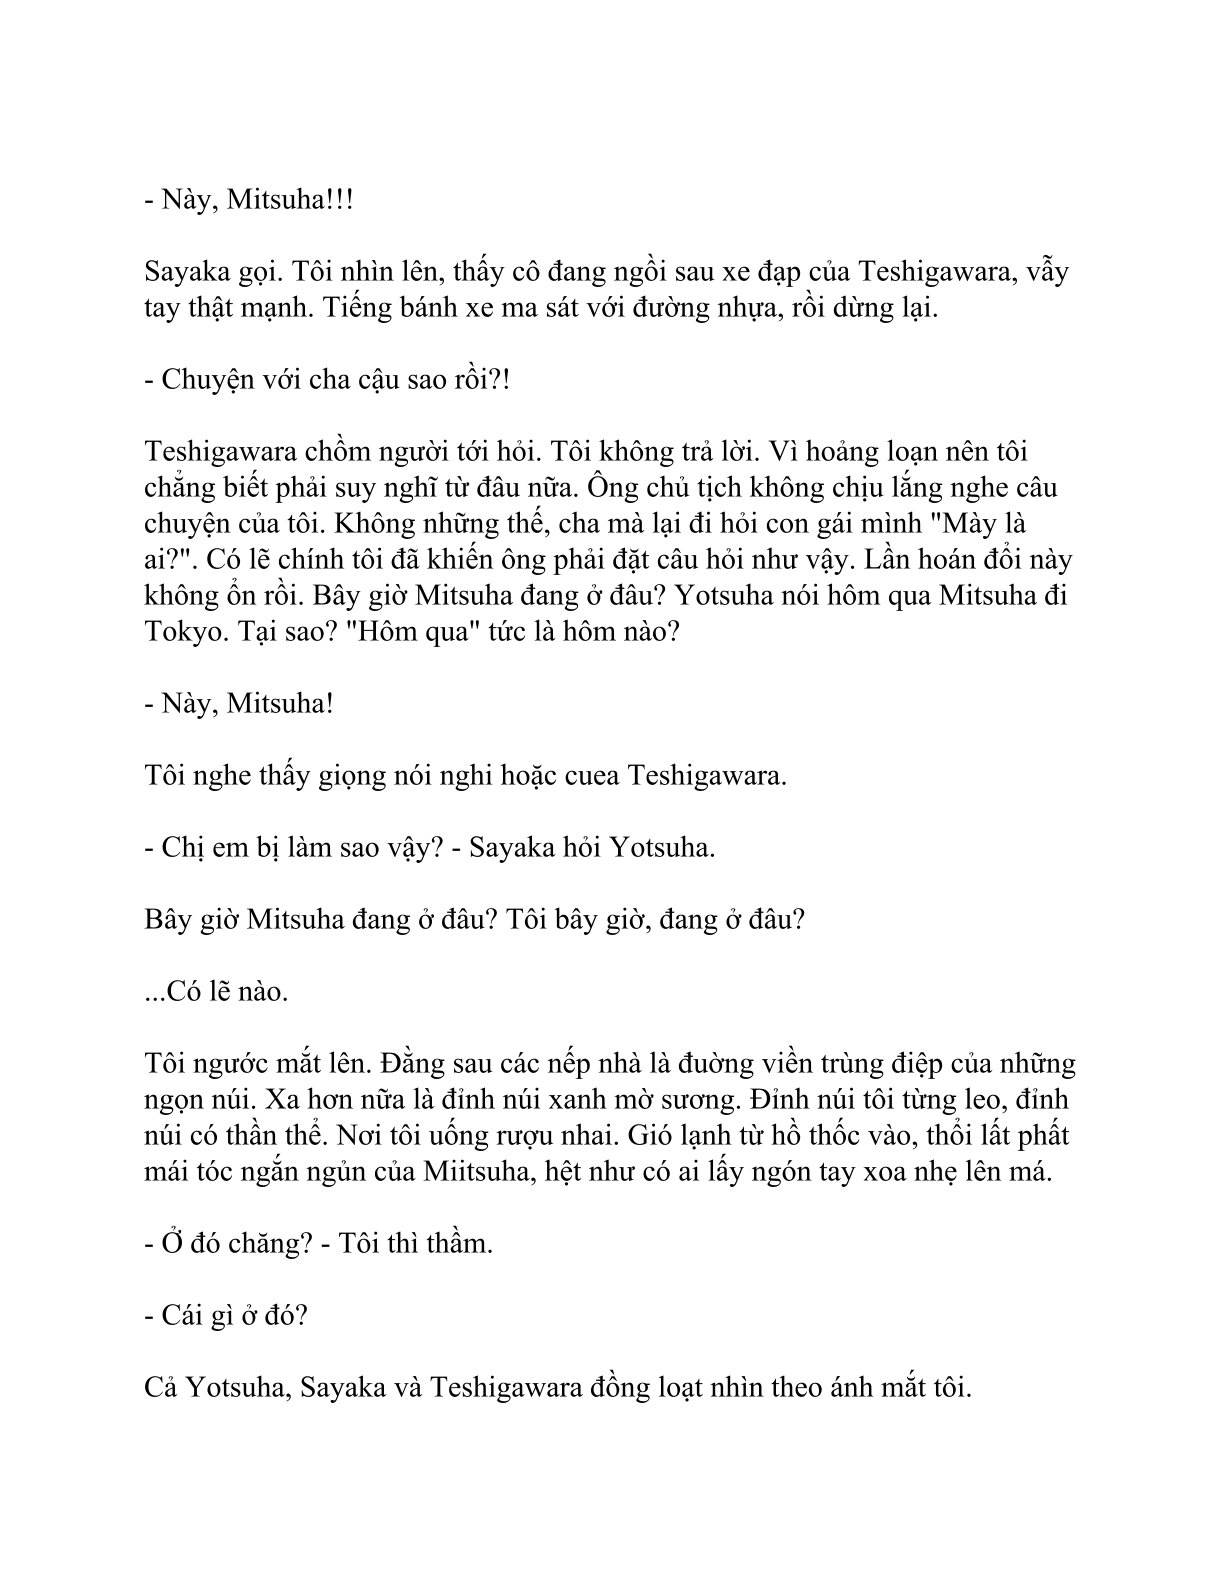 - Này, Mitsuha!!!
Sayaka gọi. Tôi nhìn lên, thấy cô đang ngồi sau xe đạp của Teshigawara, vẫy
tay thật mạnh. Tiếng bánh xe ma sát với đường nhựa, rồi dừng lại.
- Chuyện với cha cậu sao rồi?!
Teshigawara chồm người tới hỏi. Tôi không trả lời. Vì hoảng loạn nên tôi
chẳng biết phải suy nghĩ từ đâu nữa. Ông chủ tịch không chịu lắng nghe câu
chuyện của tôi. Không những thế, cha mà lại đi hỏi con gái mình "Mày là
ai?". Có lẽ chính tôi đã khiến ông phải đặt câu hỏi như vậy. Lần hoán đổi này
không ổn rồi. Bây giờ Mitsuha đang ở đâu? Yotsuha nói hôm qua Mitsuha đi
Tokyo. Tại sao? "Hôm qua" tức là hôm nào?
- Này, Mitsuha!
Tôi nghe thấy giọng nói nghi hoặc cuea Teshigawara.
- Chị em bị làm sao vậy? - Sayaka hỏi Yotsuha.
Bây giờ Mitsuha đang ở đâu? Tôi bây giờ, đang ở đâu?
...Có lẽ nào.
Tôi ngước mắt lên. Đằng sau các nếp nhà là đuờng viền trùng điệp của những
ngọn núi. Xa hơn nữa là đỉnh núi xanh mờ sương. Đỉnh núi tôi từng leo, đỉnh
núi có thần thể. Nơi tôi uống rượu nhai. Gió lạnh từ hồ thốc vào, thổi lất phất
mái tóc ngắn ngủn của Miitsuha, hệt như có ai lấy ngón tay xoa nhẹ lên má.
- Ở đó chăng? - Tôi thì thầm.
- Cái gì ở đó?
Cả Yotsuha, Sayaka và Teshigawara đồng loạt nhìn theo ánh mắt tôi.